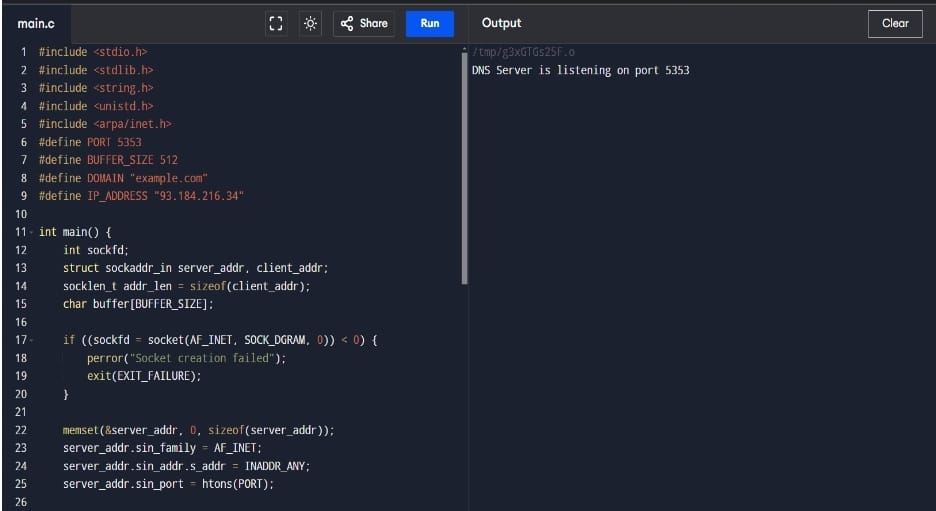 main.c
Share
Run
Output
Clear
1 #include <stdio.h>
2 #include <stdlib.h>
3 #include <string.h>
4 #include <unistd.h>
5 #include <arpa/inet.h>
6 #define PORT 5353
7 #define BUFFER_SIZE 512
8 #define DOMAIN "example.com"
9 #define IP_ADDRESS "93.184.216.34"
10
11 int main() {
12 int sockfd;
13 struct sockaddr_in server_addr, client_addr;
14 socklen_t addr_len = sizeof(client_addr);
15 char buffer[BUFFER_SIZE];
16
17 if ((sockfd = socket(AF_INET, SOCK_DGRAM, 0)) < 0) {
18 perror("Socket creation failed");
19 exit(EXIT_FAILURE);
20 }
21
22 memset(&server_addr, 0, sizeof(server_addr));
23 server_addr.sin_family = AF_INET;
24 server_addr.sin_addr.s_addr = INADDR_ANY;
25 server_addr.sin_port = htons(PORT);
26
/tmp/g3xGTGs25F.o
DNS Server is listening on port 5353